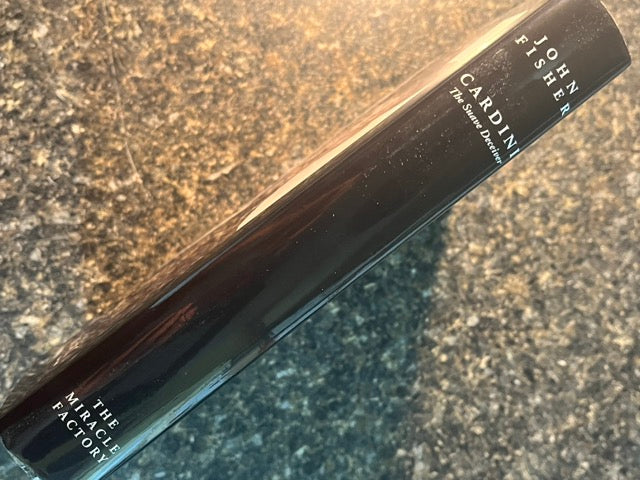 JOHN
FISHER
CARDINI
The Suave Deceiver
THE
MIRACLE
FACTORY